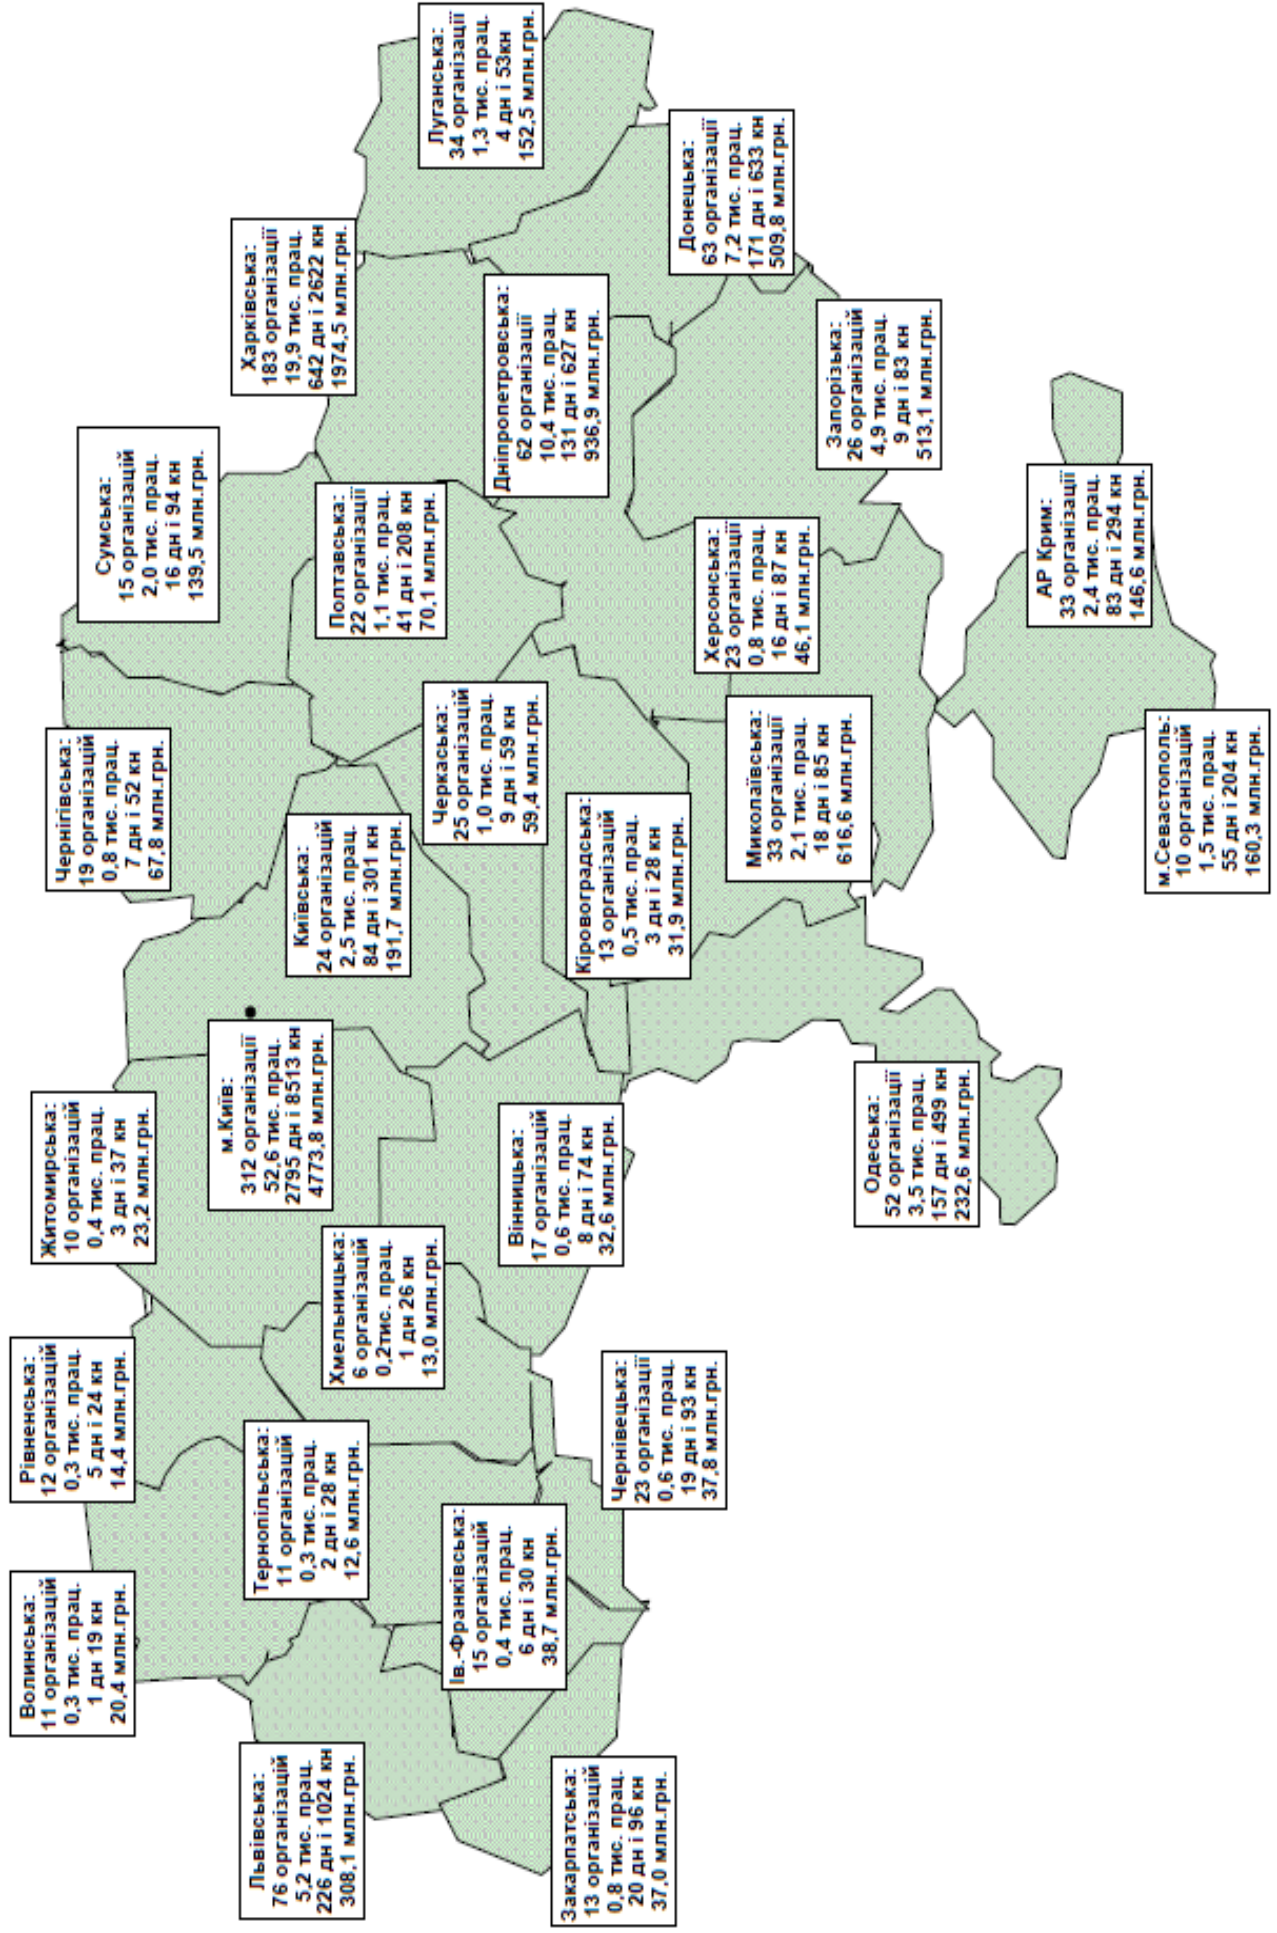 Волинська:
11 організацій
0,3 тис. прац.
1 дн 19 кн
20,4 млн.грн.
Рівненська:
12 організацій
0,3 тис. прац.
5 дн і 24 кн
14,4 млн.грн.
Житомирська:
10 організацій
0,4 тис. прац.
3 дн і 37 кн
23,2 млн.грн.
Чернігівська:
19 організацій
0,8 тис. прац.
7 дн і 52 кн
67,8 млн.грн.
Сумська:
15 організацій
2,0 тис. прац.
16 дн і 94 кн
139,5 млн.грн.
Львівська:
76 організацій
5,2 тис. прац.
226 дн і 1024 кн
308,1 млн.грн.
Тернопільська:
11 організацій
0,3 тис. прац.
2 дн і 28 кн
12,6 млн.грн.
Хмельницька:
6 організацій
0,2тис. прац.
1 дн 26 кн
13,0 млн.грн.
м.Київ:
312 організації
52,6 тис. прац.
2795 дн і 8513 кн
4773,8 млн.грн.
Київська:
24 організацій
2,5 тис. прац.
84 дн і 301 кн
191,7 млн.грн.
Полтавська:
22 організації
1,1 тис. прац.
41 дн і 208 кн
70,1 млн.грн.
Харківська:
183 організації
19,9 тис. прац.
642 дн і 2622 кн
1974,5 млн.грн.
Луганська:
34 організації
1,3 тис. прац.
4 дн і 53кн
152,5 млн.грн.
Закарпатська:
13 організацій
0,8 тис. прац.
20 дн і 96 кн
37,0 млн.грн.
Ів.-Франківська:
15 організацій
0,4 тис. прац.
6 дн і 30 кн
38,7 млн.грн.
Чернівецька:
23 організації
0,6 тис. прац.
19 дн і 93 кн
37,8 млн.грн.
Вінницька:
17 організацій
0,6 тис. прац.
8 дн і 74 кн
32,6 млн.грн.
Черкаська:
25 організацій
1,0 тис. прац.
9 дн і 59 кн
59,4 млн.грн.
Кіровоградська:
13 організацій
0,5 тис. прац.
3 дн і 28 кн
31,9 млн.грн.
Дніпропетровська:
62 організації
10,4 тис. прац.
131 дн і 627 кн
936,9 млн.грн.
Донецька:
63 організації
7,2 тис. прац.
171 дн і 633 кн
509,8 млн.грн.
Одеська:
52 організації
3,5 тис. прац.
157 дн і 499 кн
232,6 млн.грн.
Миколаївська:
33 організації
2,1 тис. прац.
18 дн і 85 кн
616,6 млн.грн.
Херсонська:
23 організації
0,8 тис. прац.
16 дн і 87 кн
46,1 млн.грн.
Запорізька:
26 організацій
4,9 тис. прац.
9 дн і 83 кн
513,1 млн.грн.
АР Крим:
33 організації
2,4 тис. прац.
83 дн і 294 кн
146,6 млн.грн.
м.Севастополь:
10 організацій
1,5 тис. прац.
55 дн і 204 кн
160,3 млн.грн.